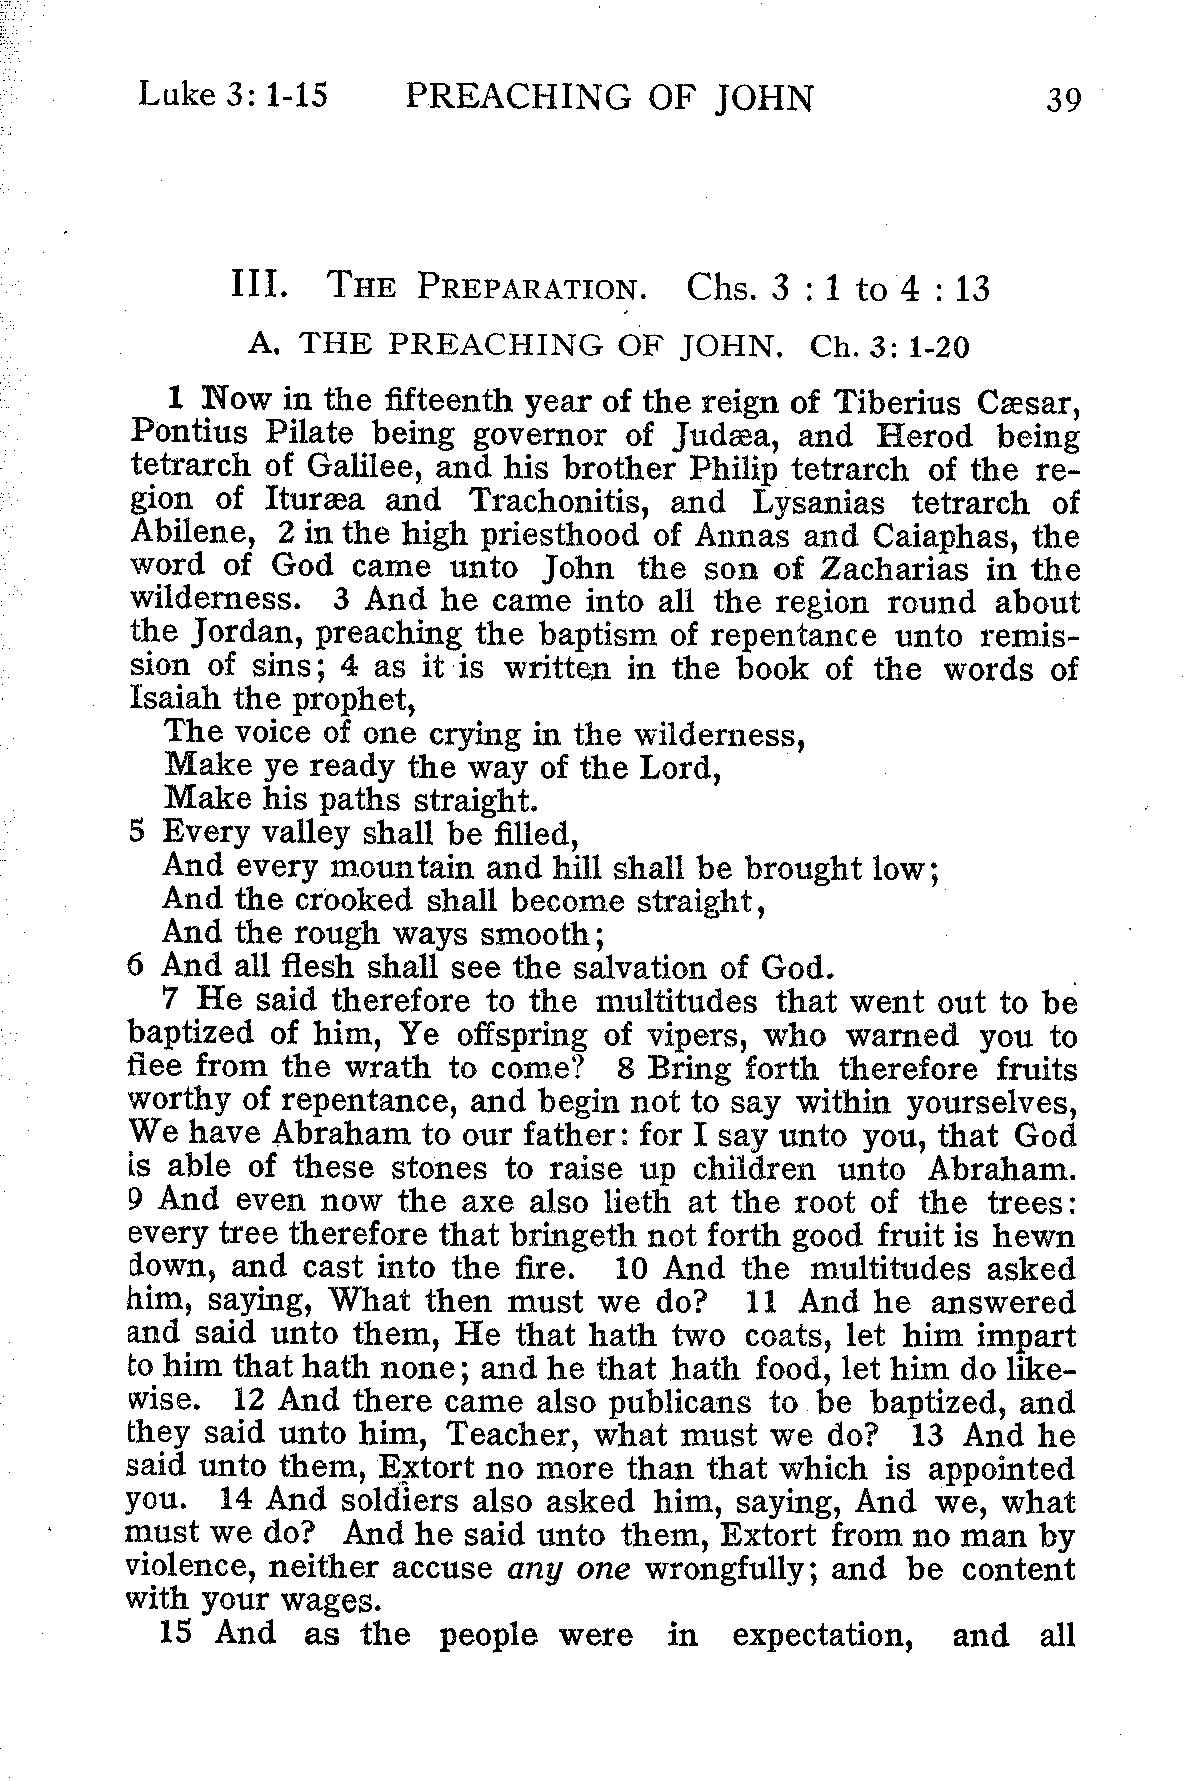 Luke 3: 1-15 PREACHING OF JOHN 39
III. THE PREPARATION. Chs. 3 : 1 to 4 : 13
A. THE PREACHING OF JOHN. Ch. 3: 1-20
1 Now in the fifteenth year of the reign of Tiberius Cæsar,
Pontius Pilate being governor of Judæa, and Herod being
tetrarch of Galilee, and his brother Philip tetrarch of the re-
gion of Ituræa and Trachonitis, and Lysanias tetrarch of
Abilene, 2 in the high priesthood of Annas and Caiaphas, the
word of God came unto John the son of Zacharias in the
wilderness. 3 And he came into all the region round about
the Jordan, preaching the baptism of repentance unto remis-
sion of sins; 4 as it is written in the book of the words of
Isaiah the prophet,
The voice of one crying in the wilderness,
Make ye ready the way of the Lord,
Make his paths straight.
5 Every valley shall be filled,
And every mountain and hill shall be brought low;
And the crooked shall become straight,
And the rough ways smooth;
6 And all flesh shall see the salvation of God.
7 He said therefore to the multitudes that went out to be
baptized of him, Ye offspring of vipers, who warned you to
flee from the wrath to come? 8 Bring forth therefore fruits
worthy of repentance, and begin not to say within yourselves,
We have Abraham to our father: for I say unto you, that God
is able of these stones to raise up children unto Abraham.
9 And even now the axe also lieth at the root of the trees:
every tree therefore that bringeth not forth good fruit is hewn
down, and cast into the fire. 10 And the multitudes asked
him, saying, What then must we do? 11 And he answered
and said unto them, He that hath two coats, let him impart
to him that hath none; and he that hath food, let him do like-
wise. 12 And there came also publicans to be baptized, and
they said unto him, Teacher, what must we do? 13 And he
said unto them, Extort no more than that which is appointed
you. 14 And soldiers also asked him, saying, And we, what
must we do? And he said unto them, Extort from no man by
violence, neither accuse any one wrongfully; and be content
with your wages.
15 And as the people were in expectation, and all